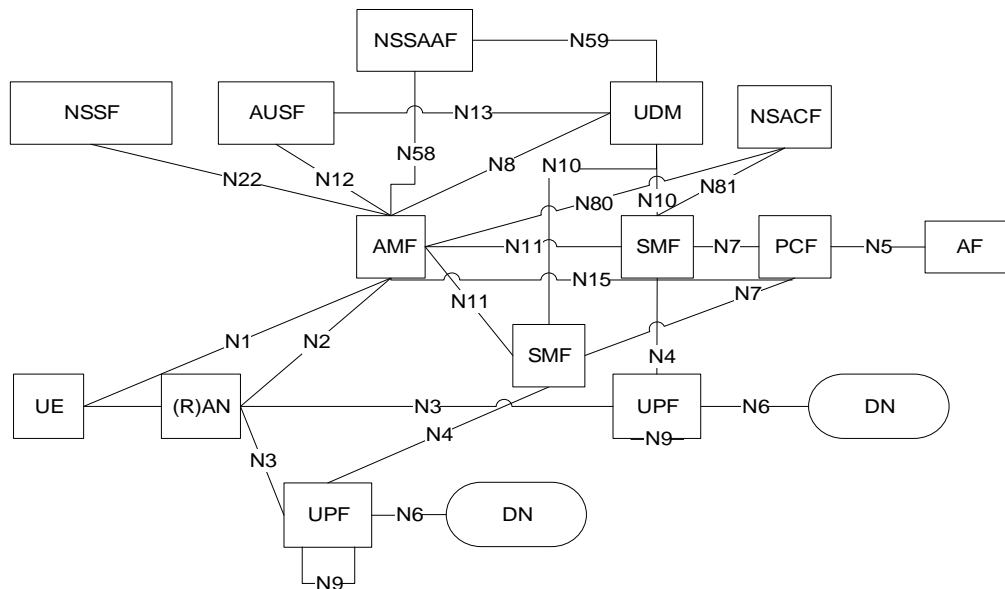 NSSAAF
N59
NSSF
AUSF
N13
UDM
NSACF
N58
N8
N10
N22
N12
N80
N10
N81
AMF
N11
SMF
N7
PCF
N5
AF
N15
N11
N7
N1
N2
SMF
N4
UE
(R)AN
N3
UPF
N6
DN
N4
N9
N3
UPF
N6
DN
N9